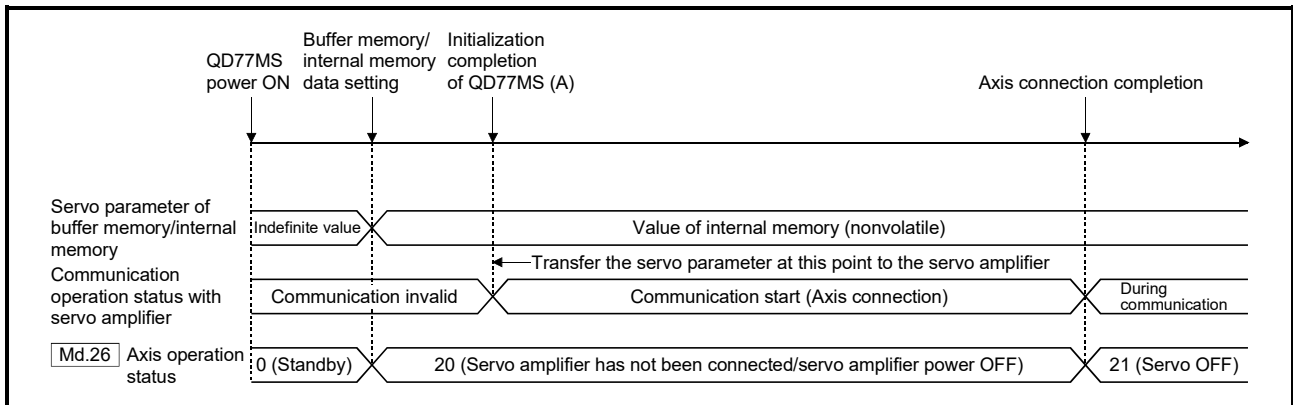 QD77MS
power ON
Buffer memory/
internal memory
data setting
Initialization
completion
of QD77MS (A)
Axis connection completion
Servo parameter of
buffer memory/internal
memory
Indefinite value
Value of internal memory (nonvolatile)
Transfer the servo parameter at this point to the servo amplifier
Communication
operation status with
servo amplifier
Communication invalid
Communication start (Axis connection)
During
communication
Md.26 Axis operation
status
0 (Standby)
20 (Servo amplifier has not been connected/servo amplifier power OFF)
21 (Servo OFF)